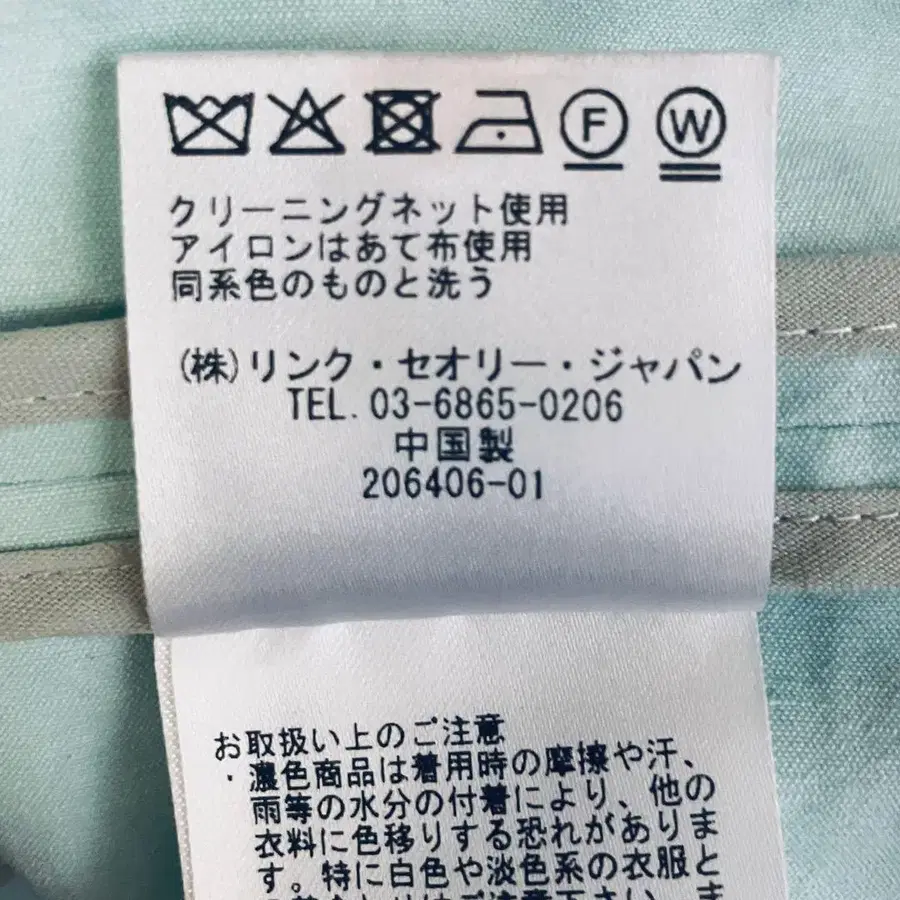 F W
クリーニングネット使用
アイロンはあて布使用
同系色のものと洗う
(株)リンク・セオリー・ジャパン
TEL. 03-6865-0206
中国製
206406-01
お取扱い上のご注意
・濃色商品は着用時の摩擦や汗、
雨等の水分の付着により、他の
衣料に色移りする恐れがありま
す。特に白色や淡色系の衣服と